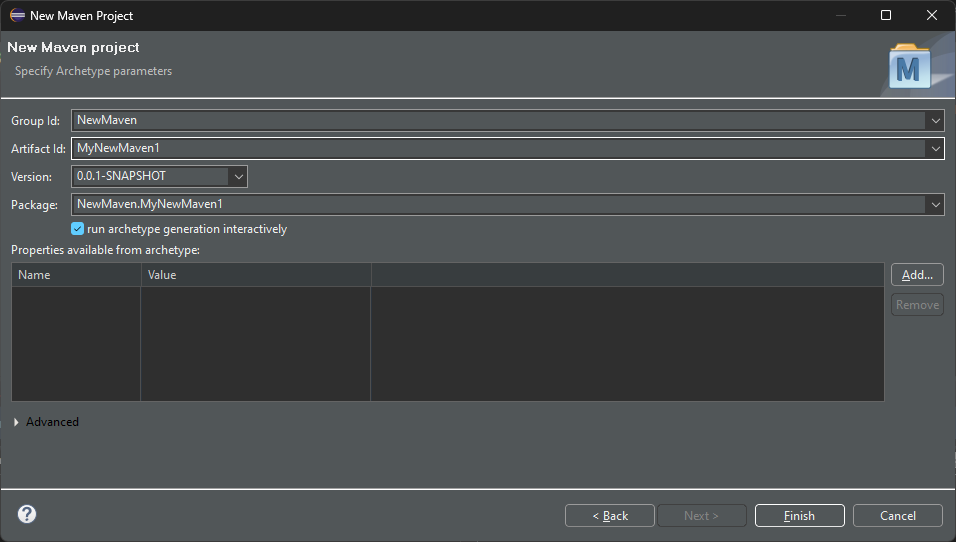 New Maven Project
New Maven project
Specify Archetype parameters
M
Group Id: NewMaven
Artifact Id: MyNewMaven1
Version: 0.0.1-SNAPSHOT
Package: NewMaven.MyNewMaven1
run archetype generation interactively
Properties available from archetype:
Name Value
Add...
Remove
Advanced
? < Back Next > Finish Cancel